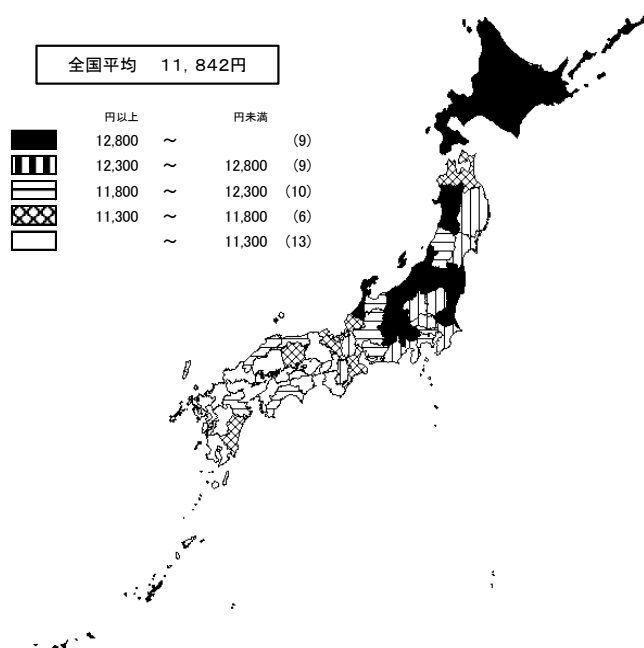 全国平均　11,842円
円以上　円未満
12,800　～　(9)
12,300　～　12,800　(9)
11,800　～　12,300　(10)
11,300　～　11,800　(6)
～　11,300　(13)